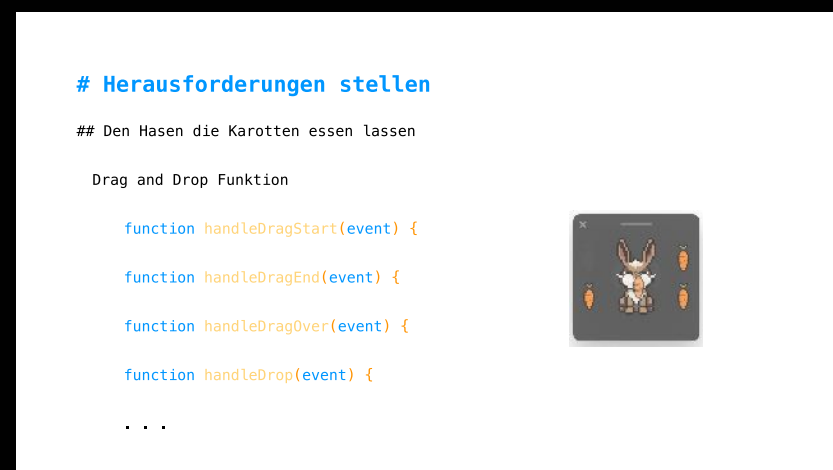 # Herausforderungen stellen
## Den Hasen die Karotten essen lassen
Drag and Drop Funktion
function handleDragStart(event) {
function handleDragEnd(event) {
function handleDragOver(event) {
function handleDrop(event) {
. . .